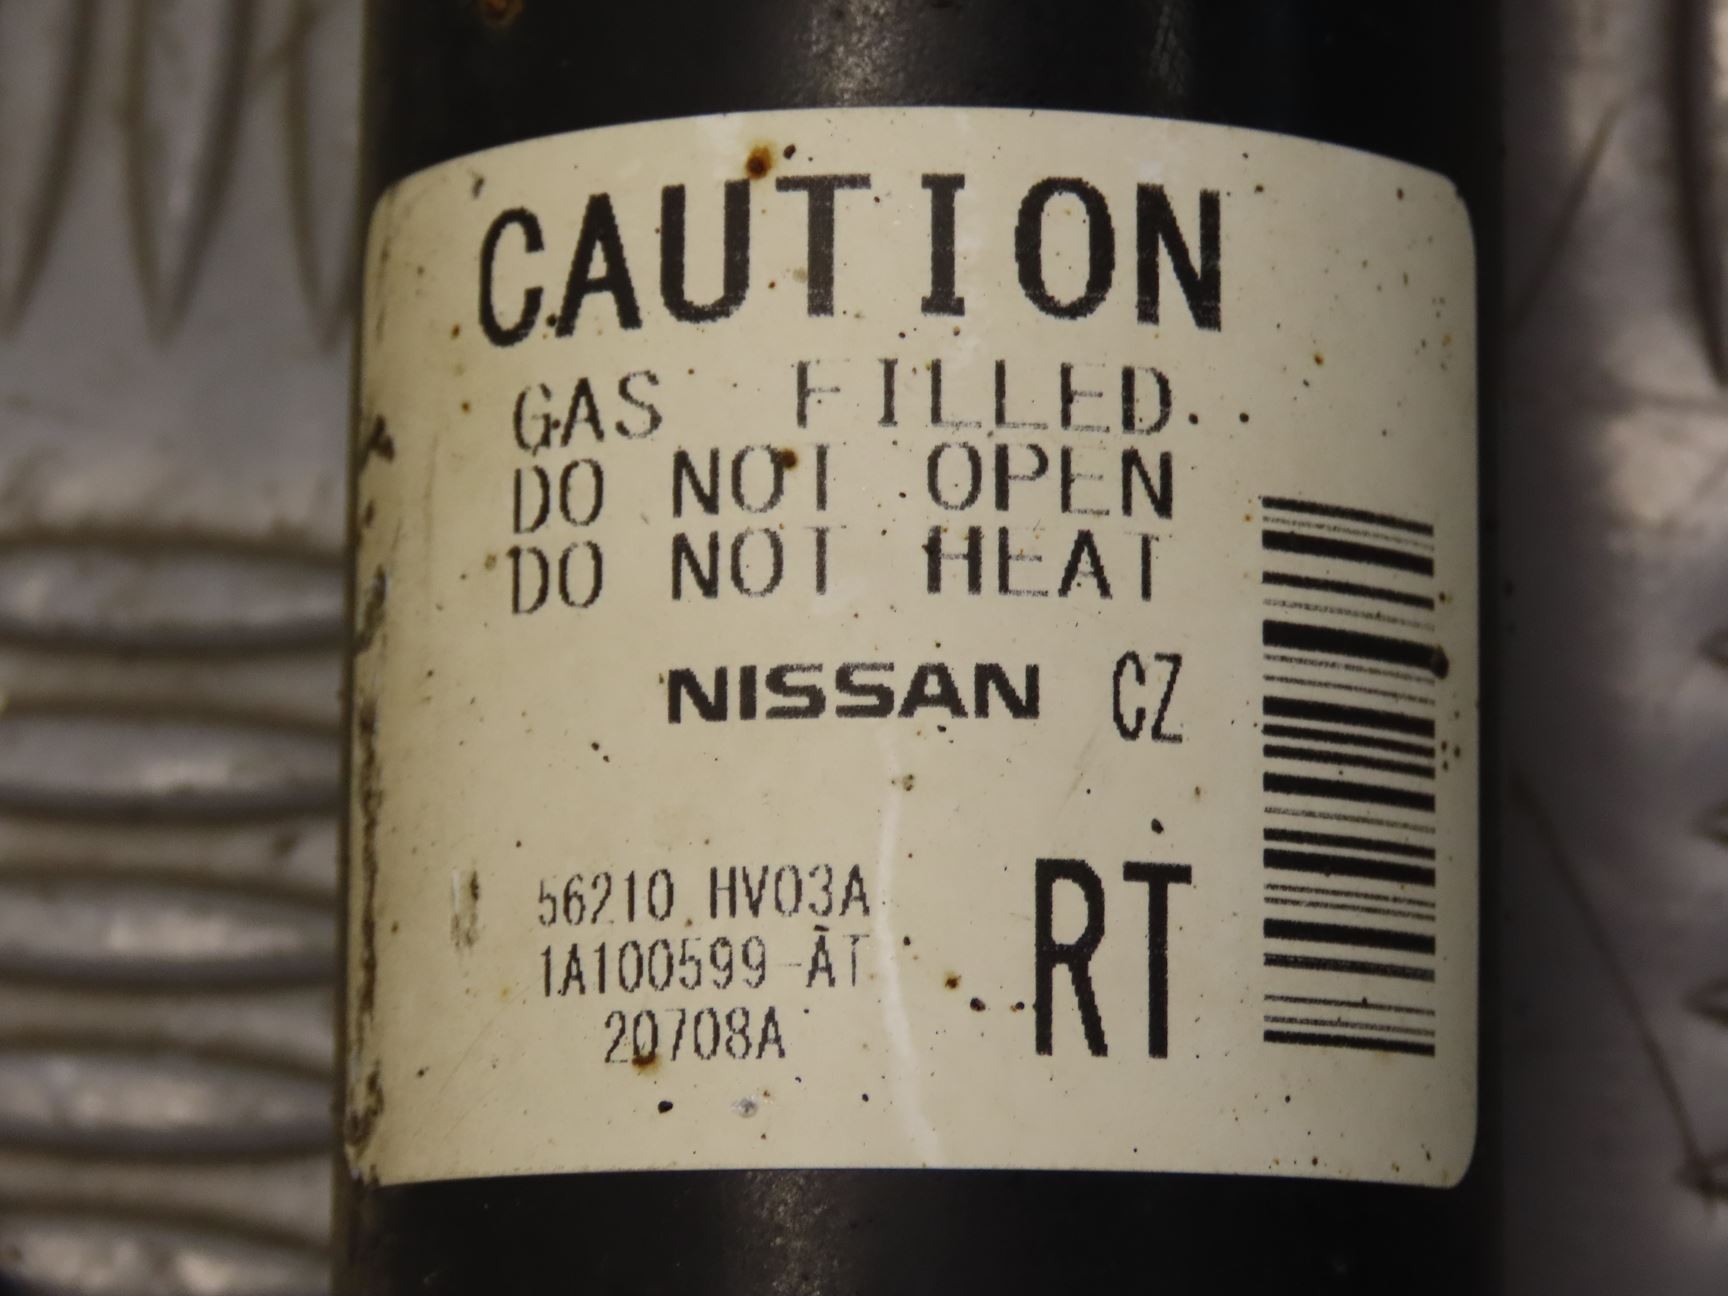 CAUTION
GAS FILLED
DO NOT OPEN
DO NOT HEAT
NISSAN CZ
56210 HV03A
1A100599-AT
20708A
RT